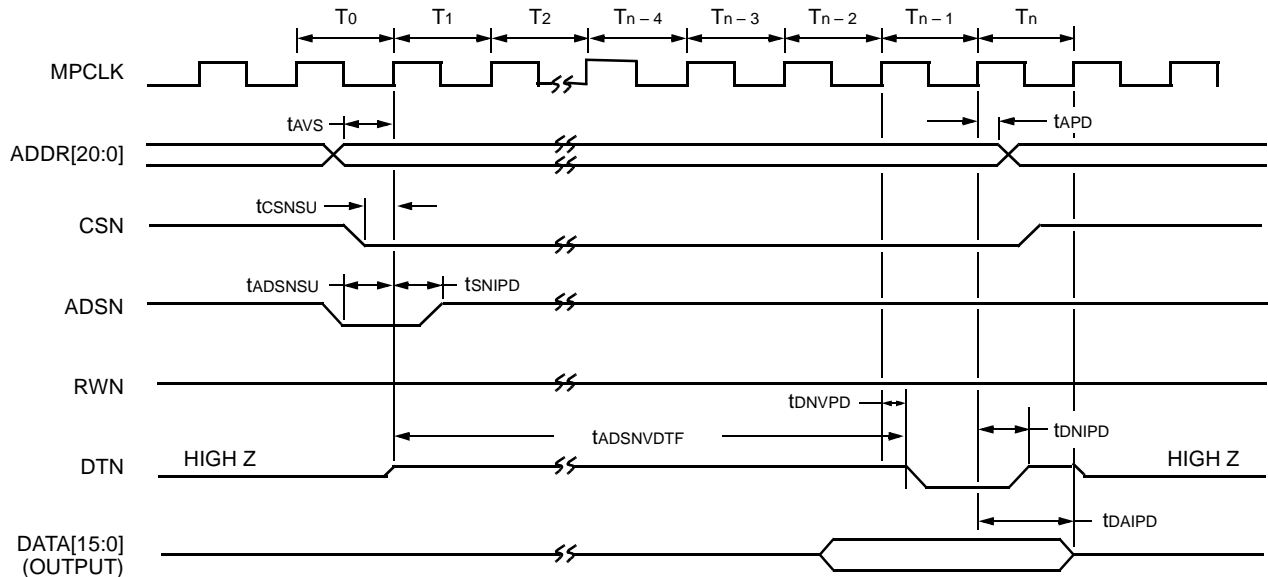 T0 T1 T2 Tn – 4 Tn – 3 Tn – 2 Tn – 1 Tn
MPCLK
tAVS tAPD
ADDR[20:0]
tCSNSU
CSN
tADSNSU tSNIPD
ADSN
RWN
tDNVPD
tADSNVDTF tDNIPD
DTN HIGH Z HIGH Z
tDAIPD
DATA[15:0]
(OUTPUT)